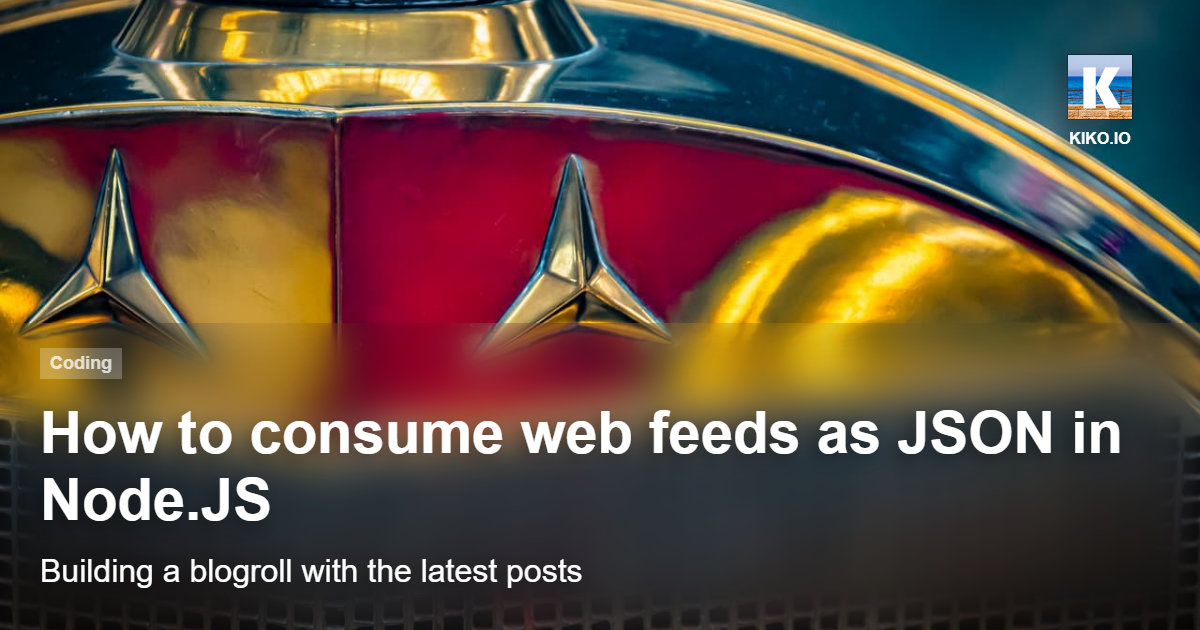 K
KIKO.IO
Coding
How to consume web feeds as JSON in
Node.JS
Building a blogroll with the latest posts